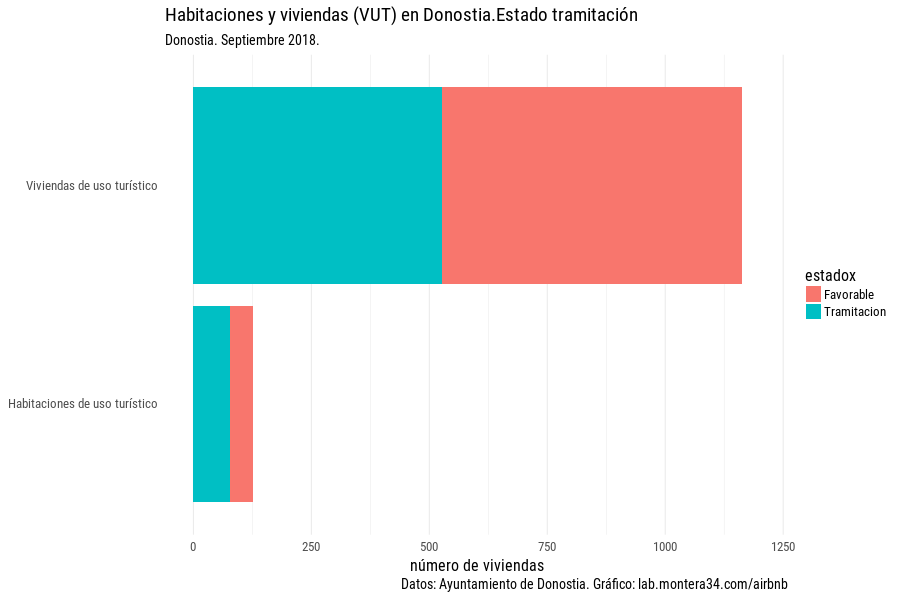 Habitaciones y viviendas (VUT) en Donostia.Estado tramitación
Donostia. Septiembre 2018.
Viviendas de uso turístico
Habitaciones de uso turístico
estadox
Favorable
Tramitacion
0 250 500 750 1000 1250
número de viviendas
Datos: Ayuntamiento de Donostia. Gráfico: lab.montera34.com/airbnb